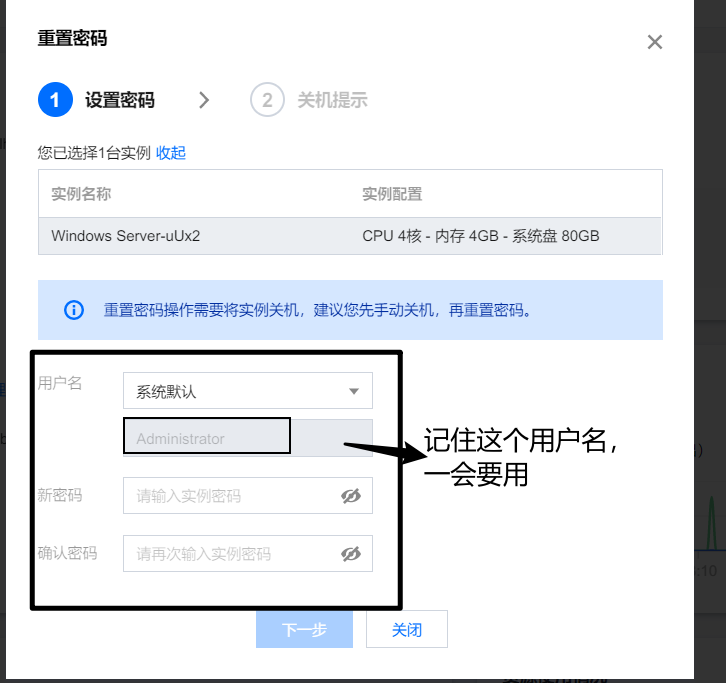 重置密码
1 设置密码 2 关机提示
您已选择1台实例 收起
实例名称 实例配置
Windows Server-uUx2 CPU 4核 - 内存 4GB - 系统盘 80GB
重置密码操作需要将实例关机，建议您先手动关机，再重置密码。
用户名 系统默认
Administrator
记住这个用户名，
一会要用
新密码 请输入实例密码
确认密码 请再次输入实例密码
下一步 关闭